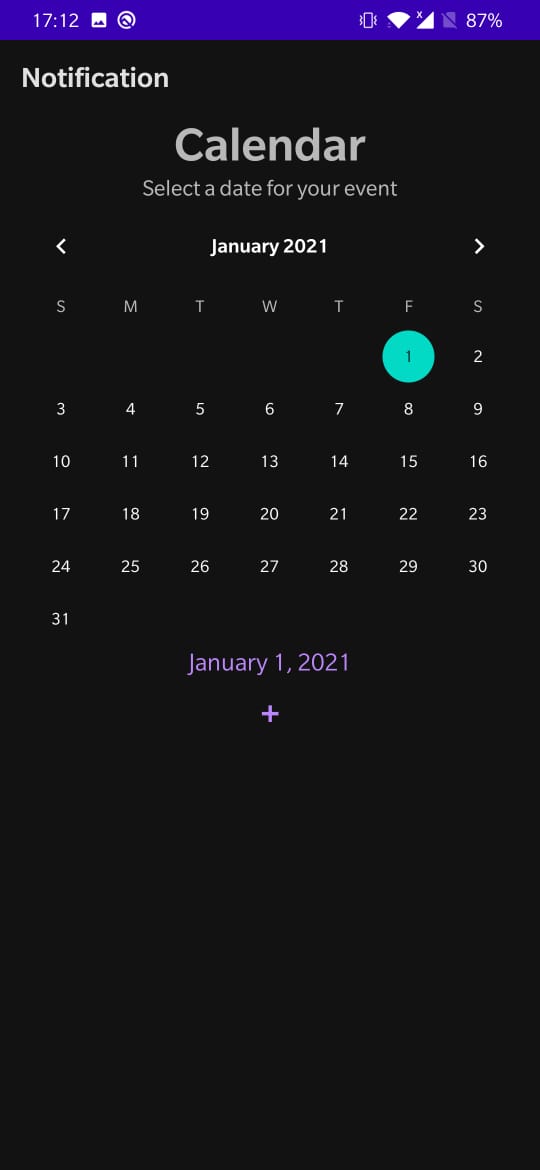 17:12 87%
Notification
Calendar
Select a date for your event
January 2021
S M T W T F S
1 2
3 4 5 6 7 8 9
10 11 12 13 14 15 16
17 18 19 20 21 22 23
24 25 26 27 28 29 30
31
January 1, 2021
+